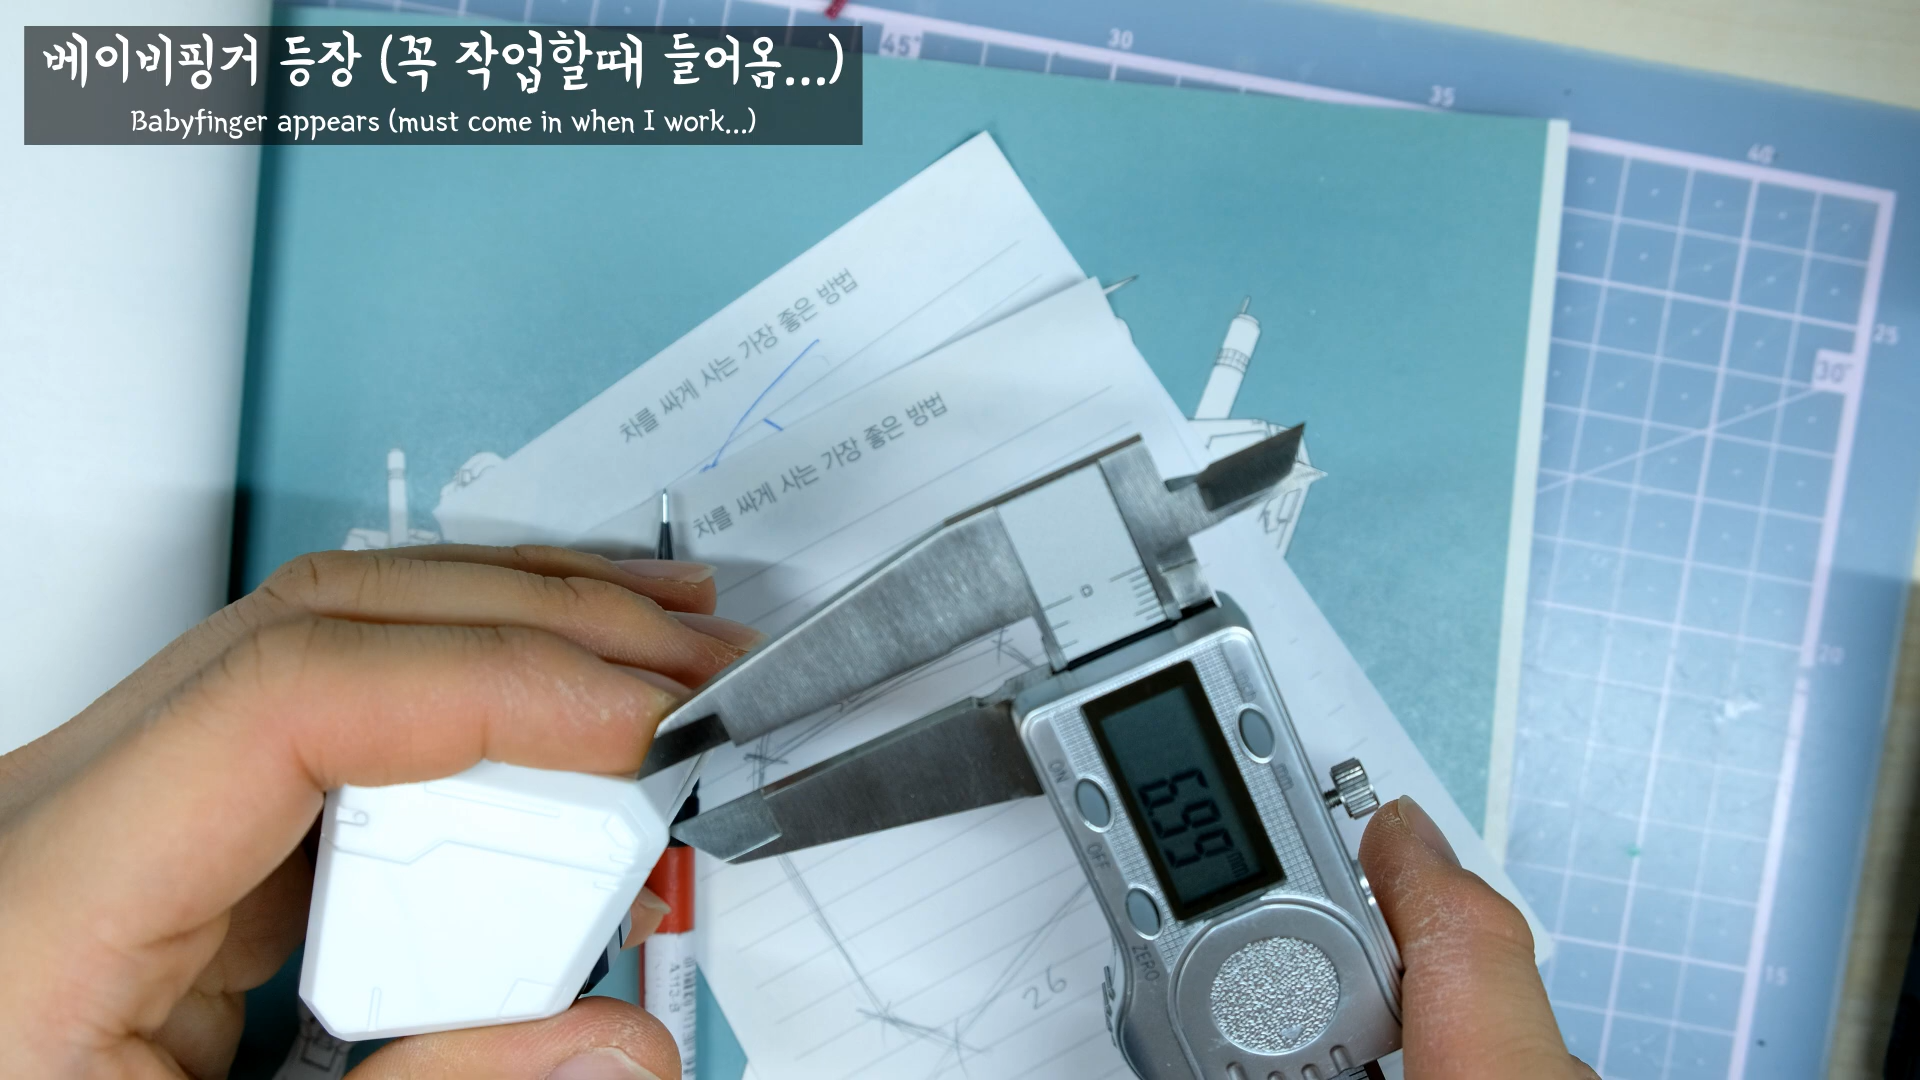 베이비핑거 등장 (꼭 작업할때 들어옴...)
Babyfinger appears (must come in when I work...)
45°
30
35
40
25
30°
20
15
차를 싸게 사는 가장 좋은 방법
차를 싸게 사는 가장 좋은 방법
0
ON
OFF
ZERO
mm
6.99 mm
26